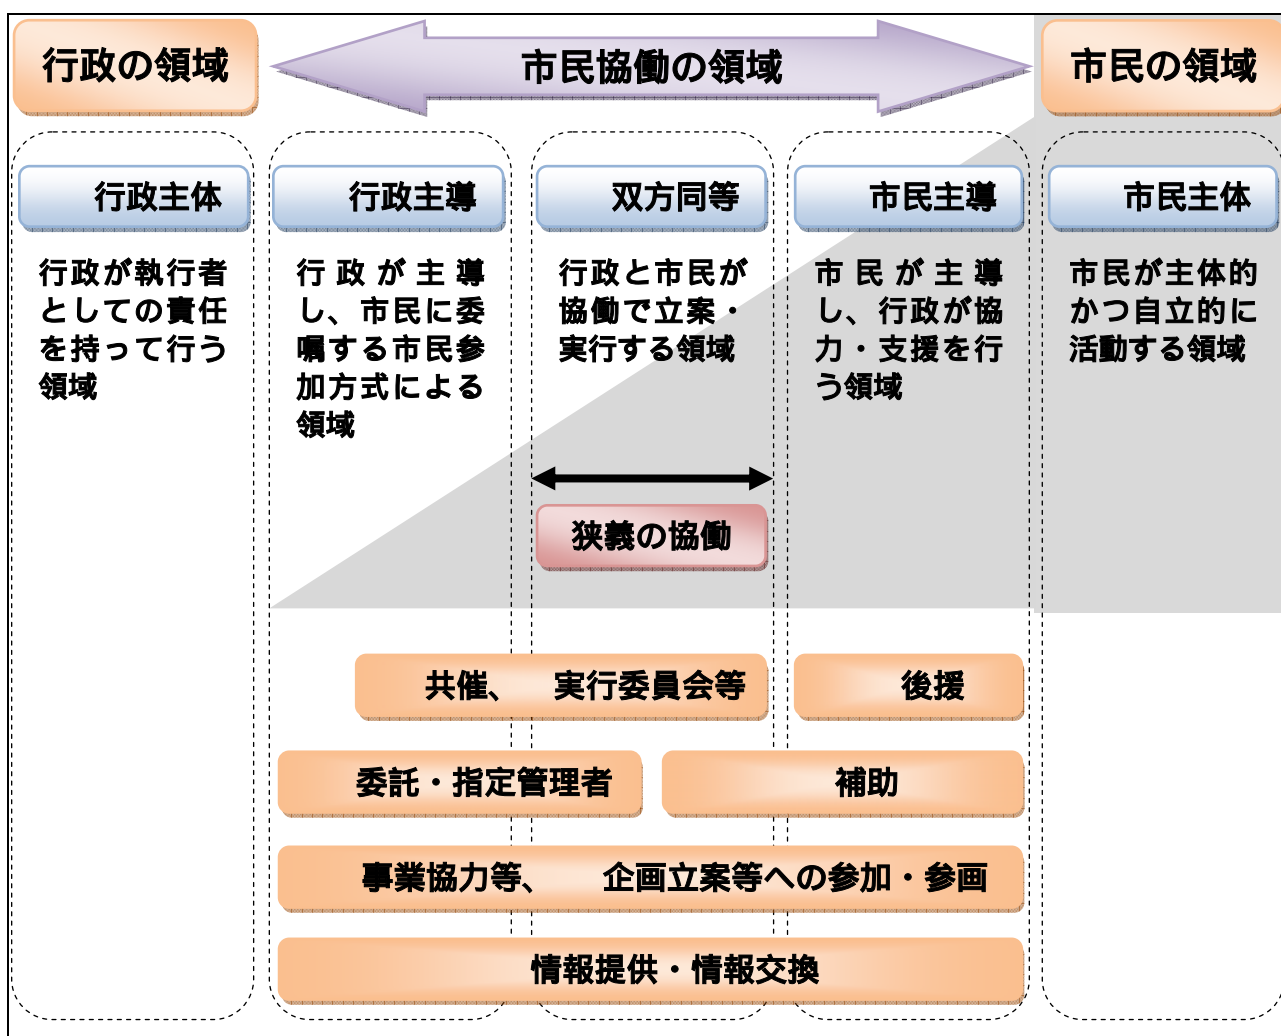 行政の領域
市民協働の領域
市民の領域
行政主体
行政が執行者
としての責任
を持って行う
領域
行政主導
行政が主導
し、市民に委
嘱する市民参
加方式による
領域
双方同等
行政と市民が
協働で立案・
実行する領域
市民主導
市民が主導
し、行政が協
力・支援を行
う領域
市民主体
市民が主体的
かつ自立的に
活動する領域
狭義の協働
共催、 実行委員会等
後援
委託・指定管理者
補助
事業協力等、 企画立案等への参加・参画
情報提供・情報交換